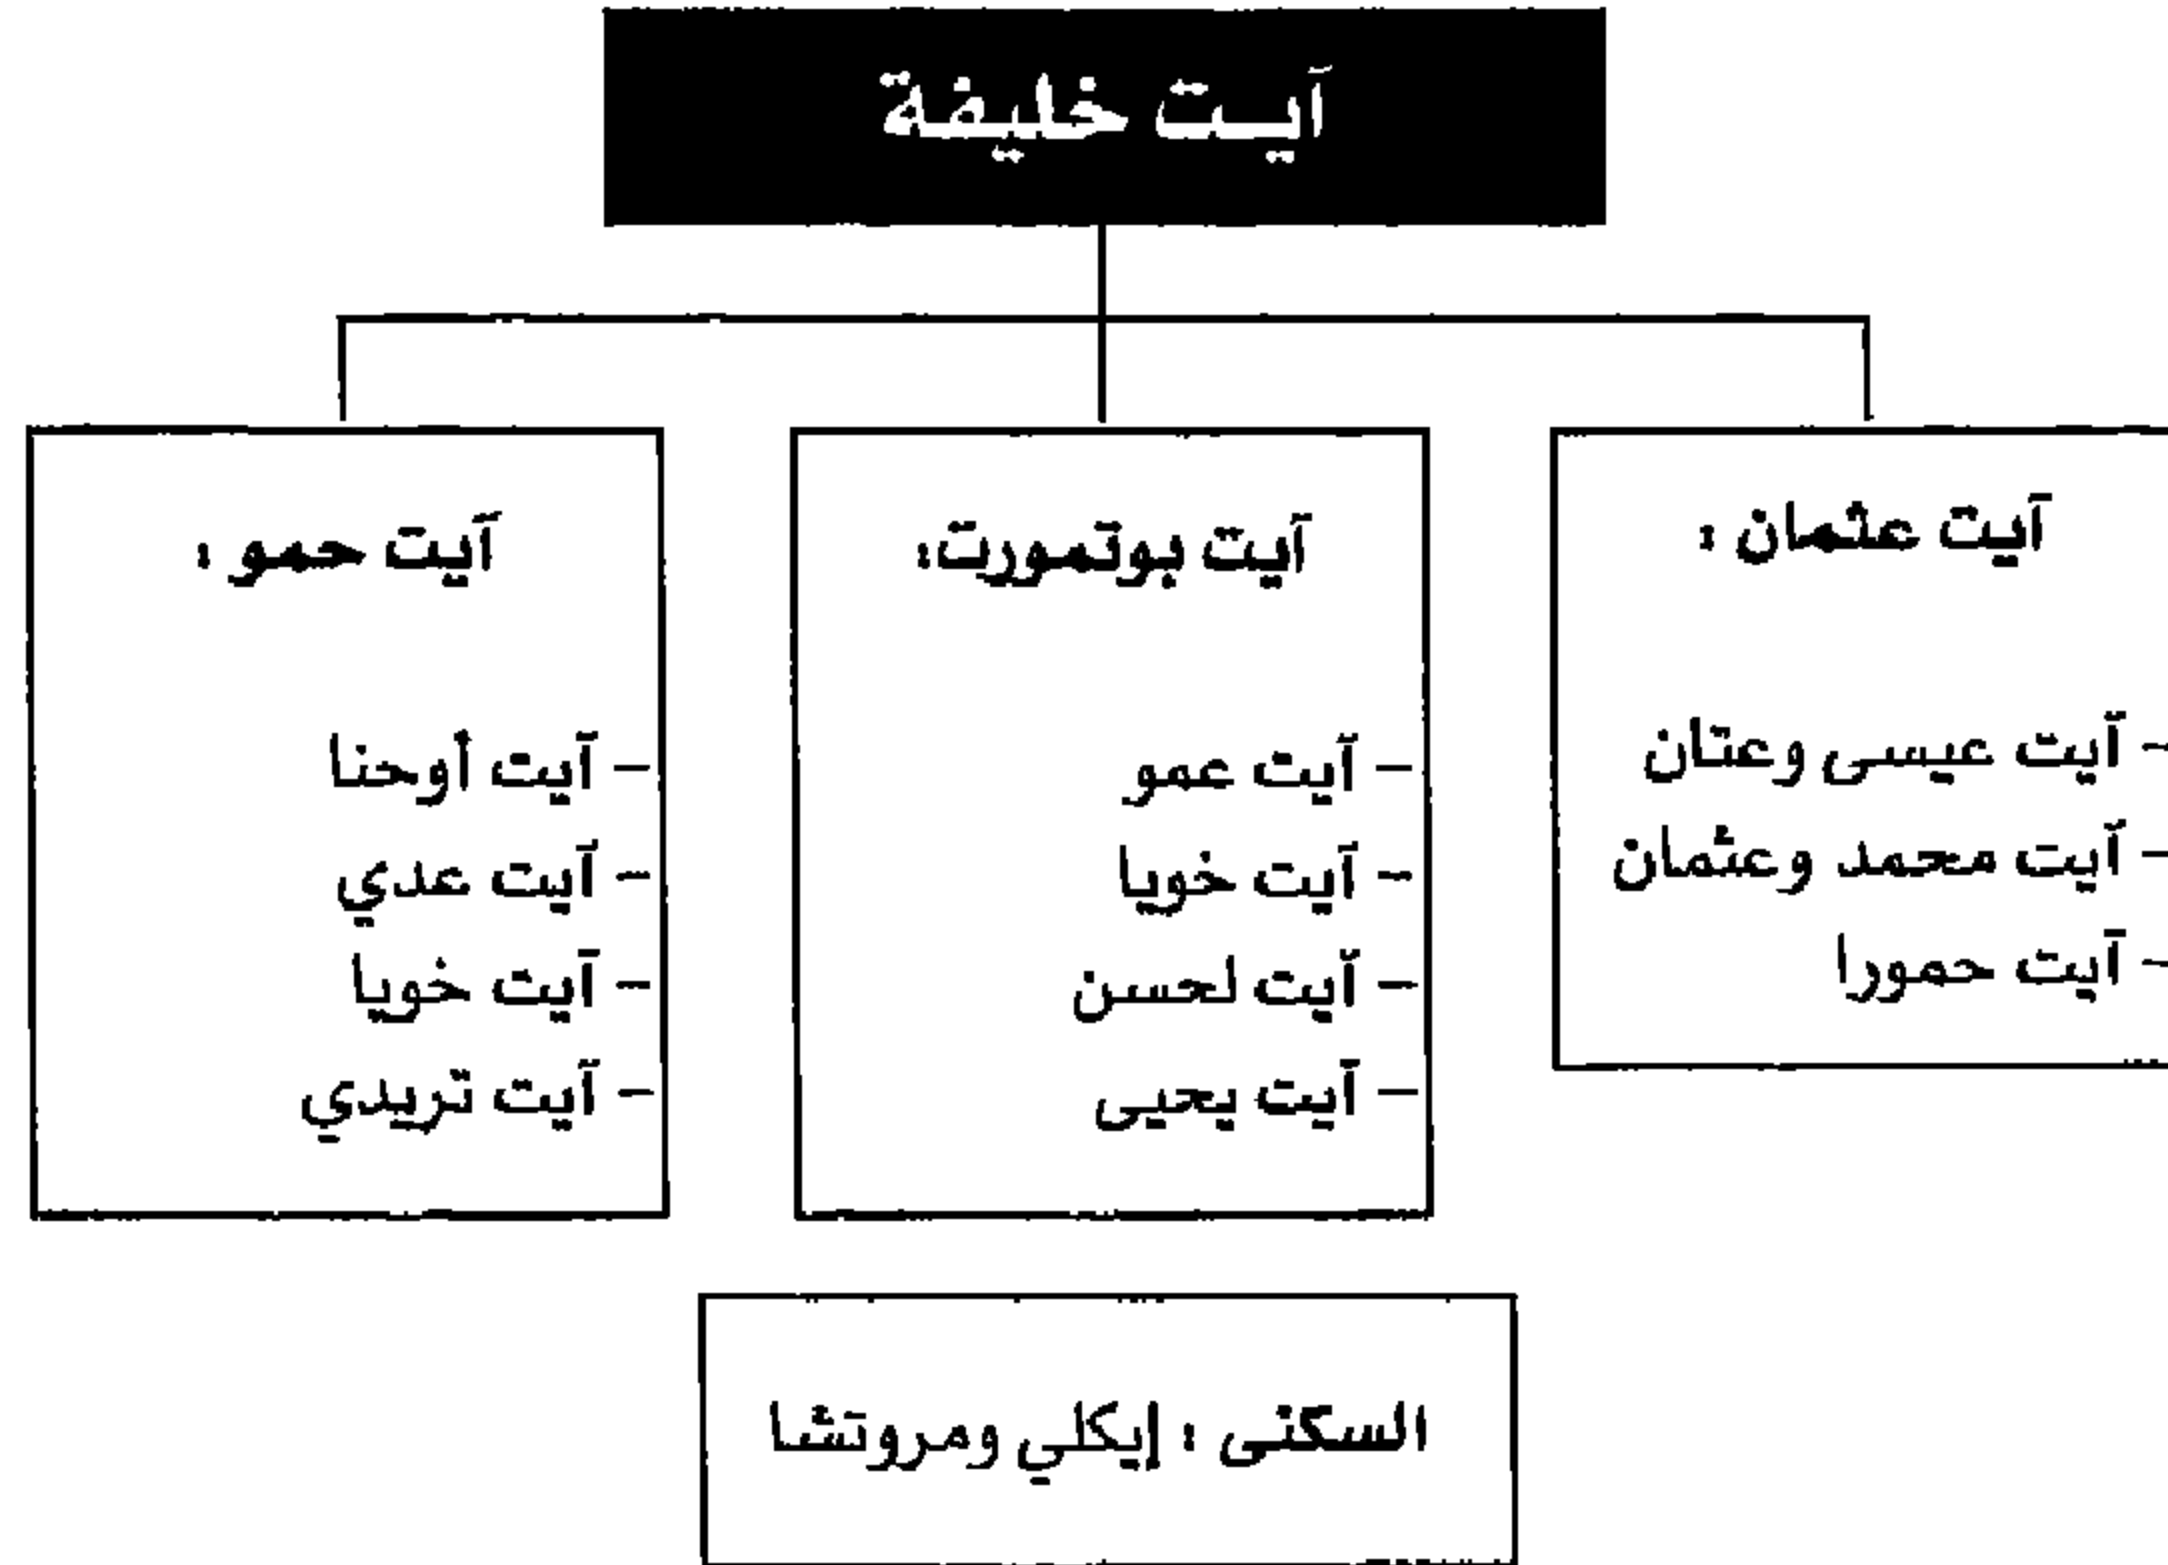 آيت خليفة
آيت عثمان :
- آيت عيسى وعتان
- آيت محمد وعثمان
- آيت حمورا
آيت بوتمورت:
- آيت عمو
- آيت خويا
- آيت لحسن
- آيت يحيى
آيت حمو :
- آيت أوحنا
- آيت عدي
- آيت خويا
- آيت تريدي
السكنى : إيكلي ومروتشا